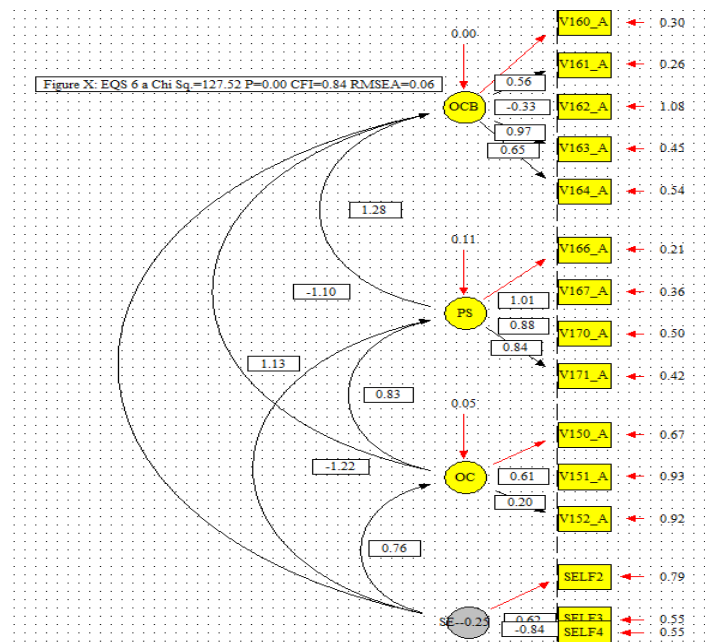 0.00
V160_A 0.30
V161_A 0.26
Figure X: EQS 6 a Chi Sq.=127.52 P=0.00 CFI=0.84 RMSEA=0.06
0.56
OCB
-0.33
V162_A 1.08
0.97
V163_A 0.45
0.65
V164_A 0.54
1.28
0.11
V166_A 0.21
-1.10
V167_A 0.36
1.01
PS
0.88
V170_A 0.50
0.84
1.13
V171_A 0.42
0.83
0.05
V150_A 0.67
-1.22
OC
0.61
V151_A 0.93
0.20
V152_A 0.92
0.76
SELF2 0.79
SE--0.25
0.62
SELF3 0.55
-0.84
SELF4 0.55